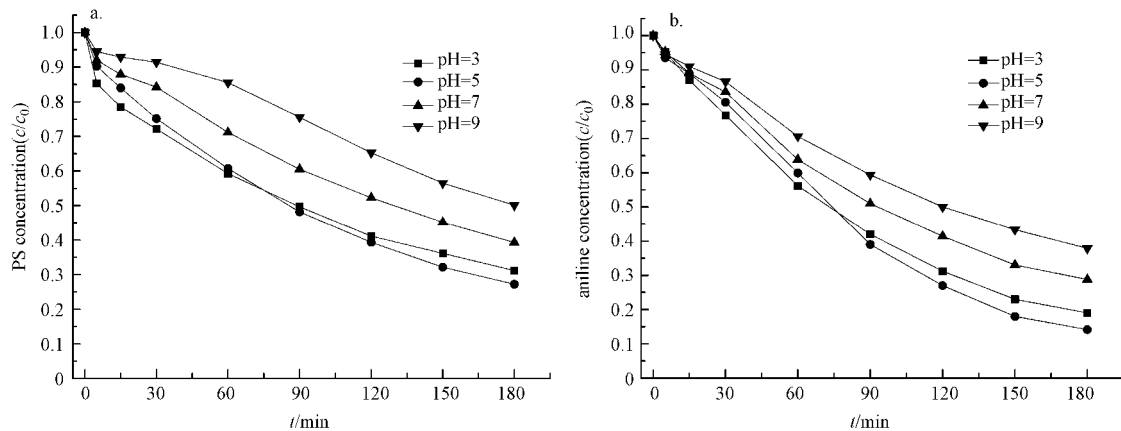 a.
1.0
0.9
0.8
0.7
0.6
0.5
0.4
0.3
0.2
0.1
0
PS concentration(c/c0)
pH=3
pH=5
pH=7
pH=9
0 30 60 90 120 150 180
t/min
b.
1.0
0.9
0.8
0.7
0.6
0.5
0.4
0.3
0.2
0.1
0
aniline concentration(c/c0)
pH=3
pH=5
pH=7
pH=9
0 30 60 90 120 150 180
t/min